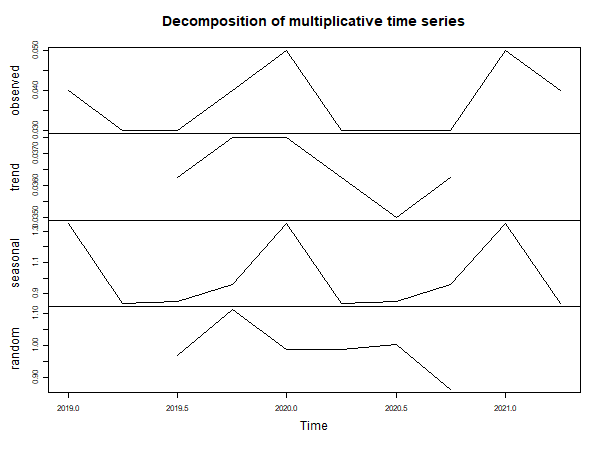 Decomposition of multiplicative time series
observed
0.050
0.040
0.030
trend
0.0370
0.0360
0.0350
seasonal
1.3
1.1
0.9
random
1.10
1.00
0.90
2019.0 2019.5 2020.0 2020.5 2021.0
Time